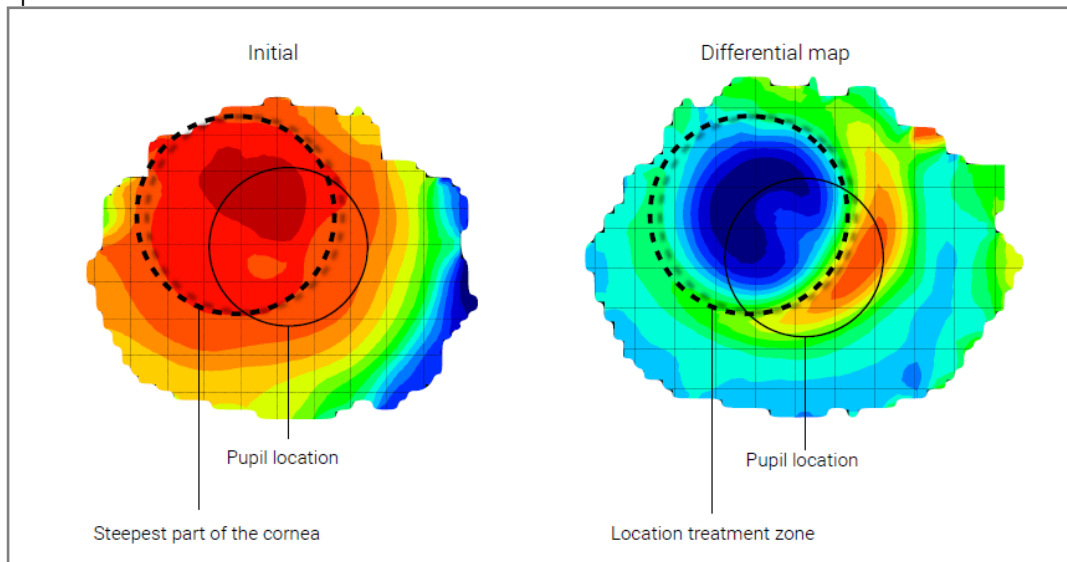 Initial
Differential map
Pupil location
Pupil location
Steepest part of the cornea
Location treatment zone